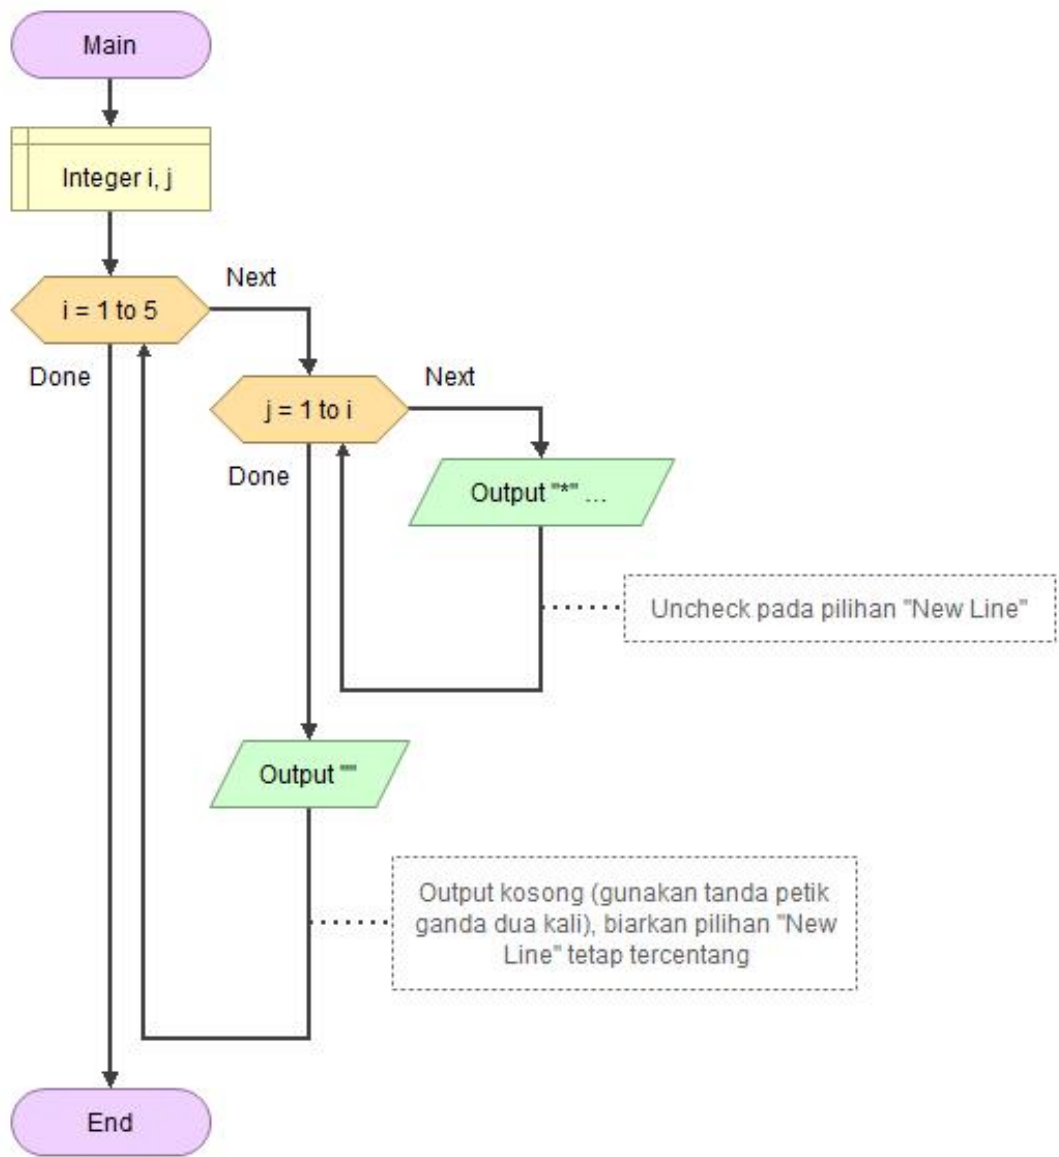 Main
Integer i, j
i = 1 to 5
Next
Done
j = 1 to i
Next
Done
Output "*" ...
Uncheck pada pilihan "New Line"
Output ""
Output kosong (gunakan tanda petik
ganda dua kali), biarkan pilihan "New
Line" tetap tercentang
End